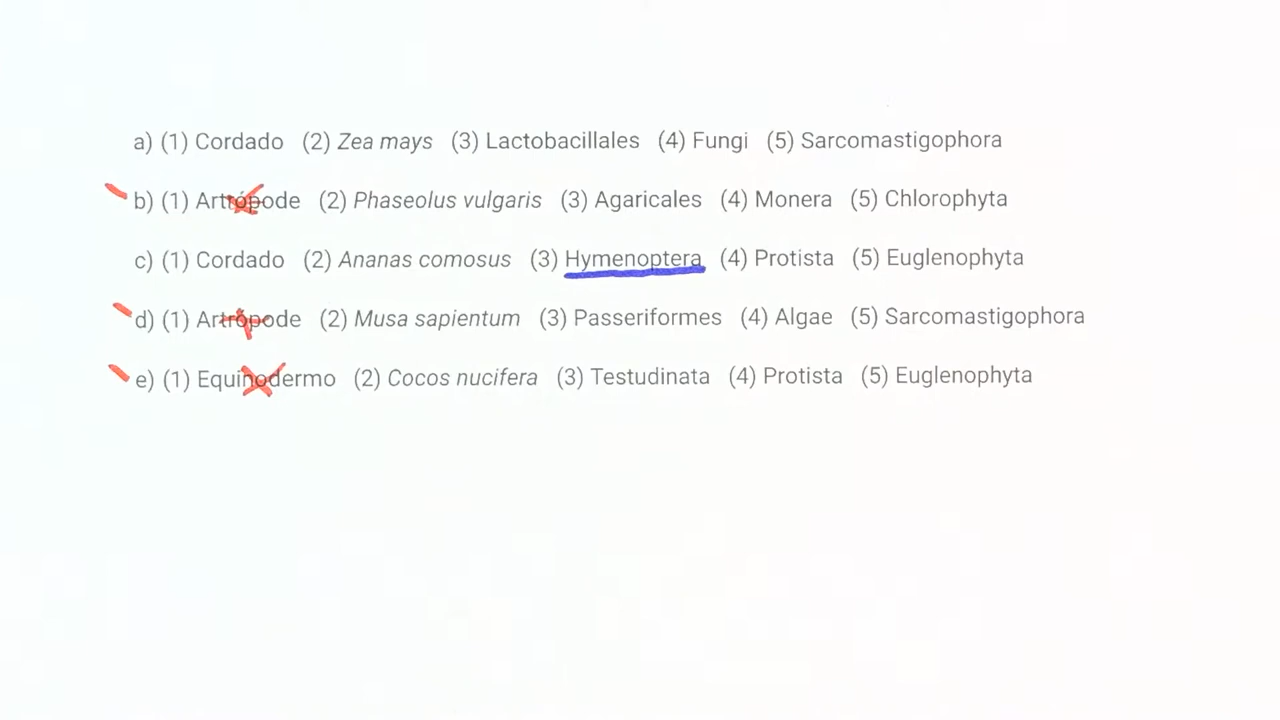 a) (1) Cordado (2) Zea mays (3) Lactobacillales (4) Fungi (5) Sarcomastigophora
b) (1) Artrópode (2) Phaseolus vulgaris (3) Agaricales (4) Monera (5) Chlorophyta
c) (1) Cordado (2) Ananas comosus (3) Hymenoptera (4) Protista (5) Euglenophyta
d) (1) Artrópode (2) Musa sapientum (3) Passeriformes (4) Algae (5) Sarcomastigophora
e) (1) Equinodermo (2) Cocos nucifera (3) Testudinata (4) Protista (5) Euglenophyta